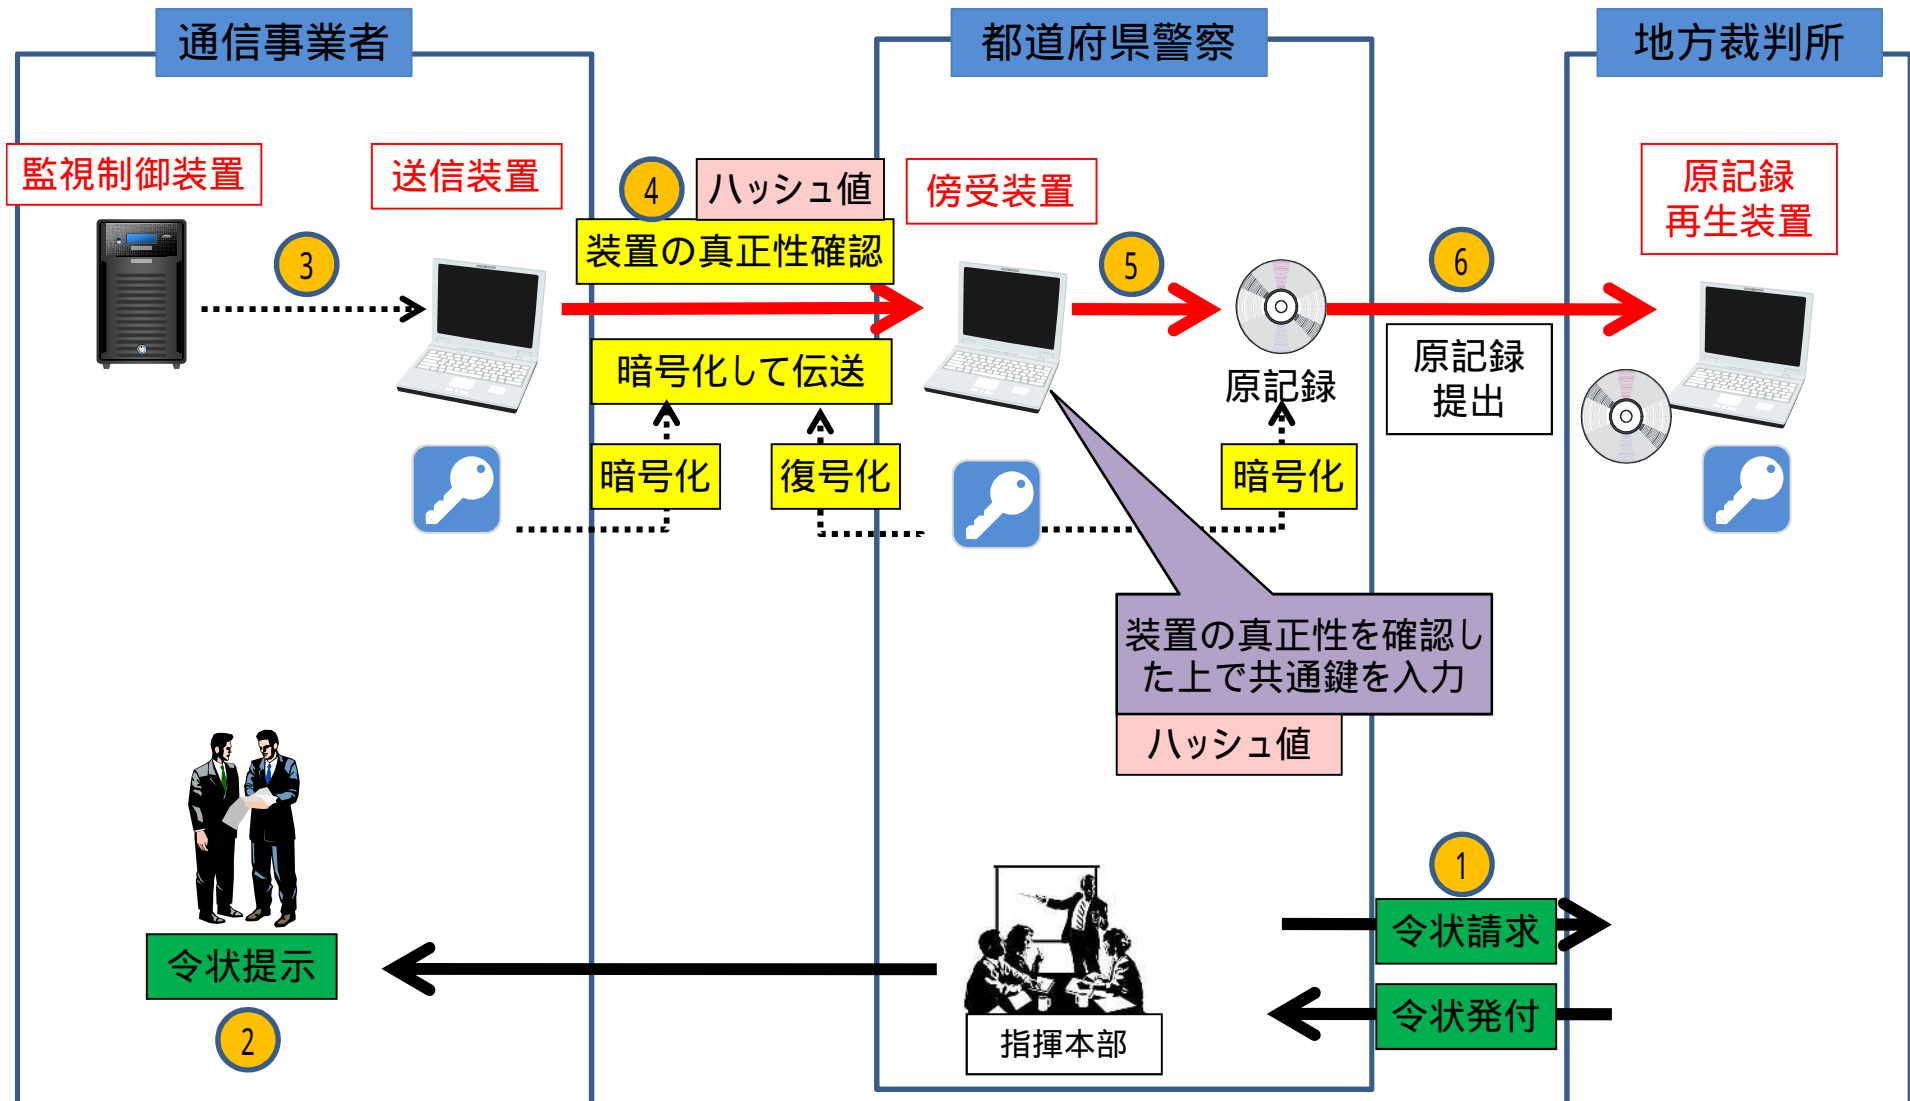 通信事業者
都道府県警察
地方裁判所
監視制御装置
送信装置
4
ハッシュ値
傍受装置
原記録
再生装置
3
装置の真正性確認
5
6
暗号化して伝送
原記録
原記録
提出
暗号化
復号化
暗号化
装置の真正性を確認し
た上で共通鍵を入力
ハッシュ値
1
令状請求
令状提示
令状発付
2
指揮本部